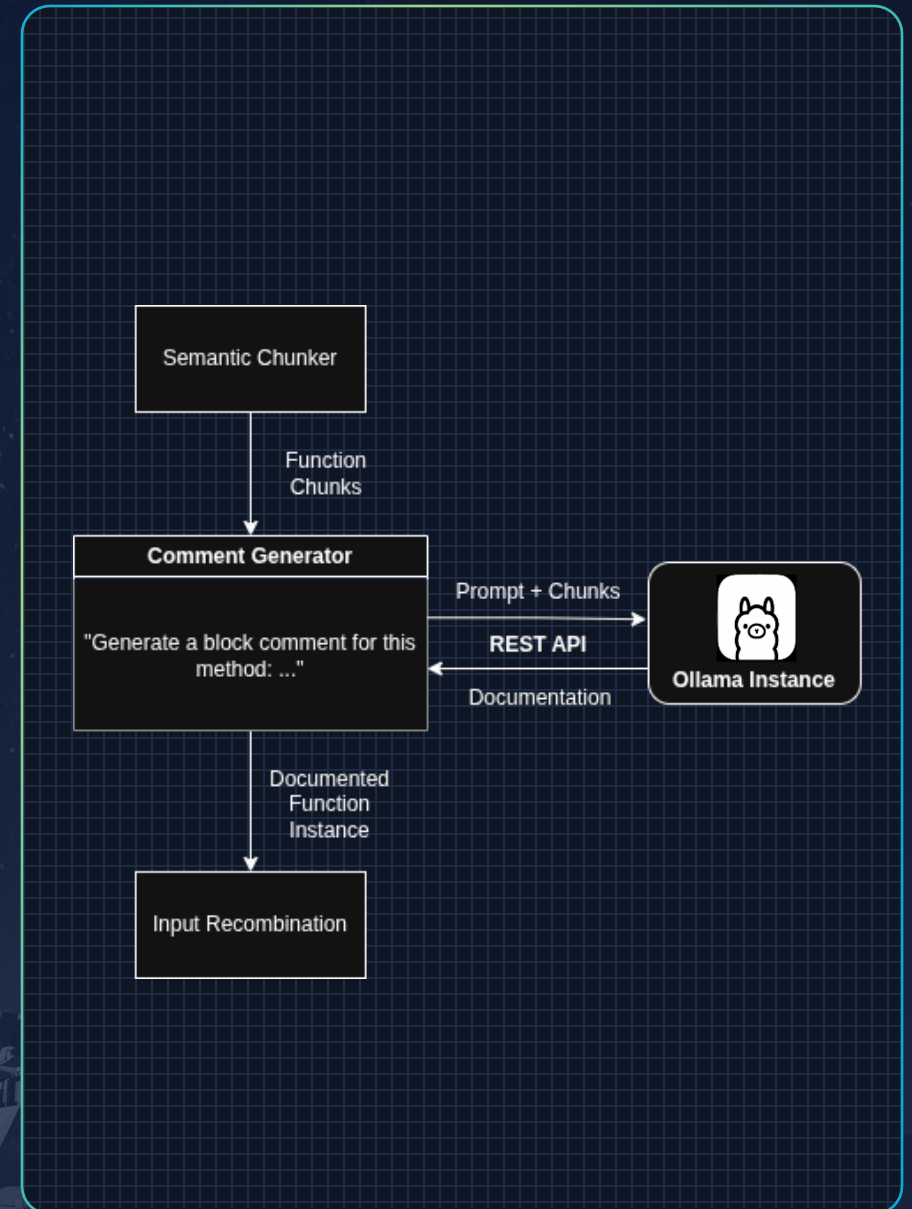 Semantic Chunker
Function
Chunks
Comment Generator
"Generate a block comment for this
method: ..."
Prompt + Chunks
REST API
Documentation
Ollama Instance
Documented
Function
Instance
Input Recombination